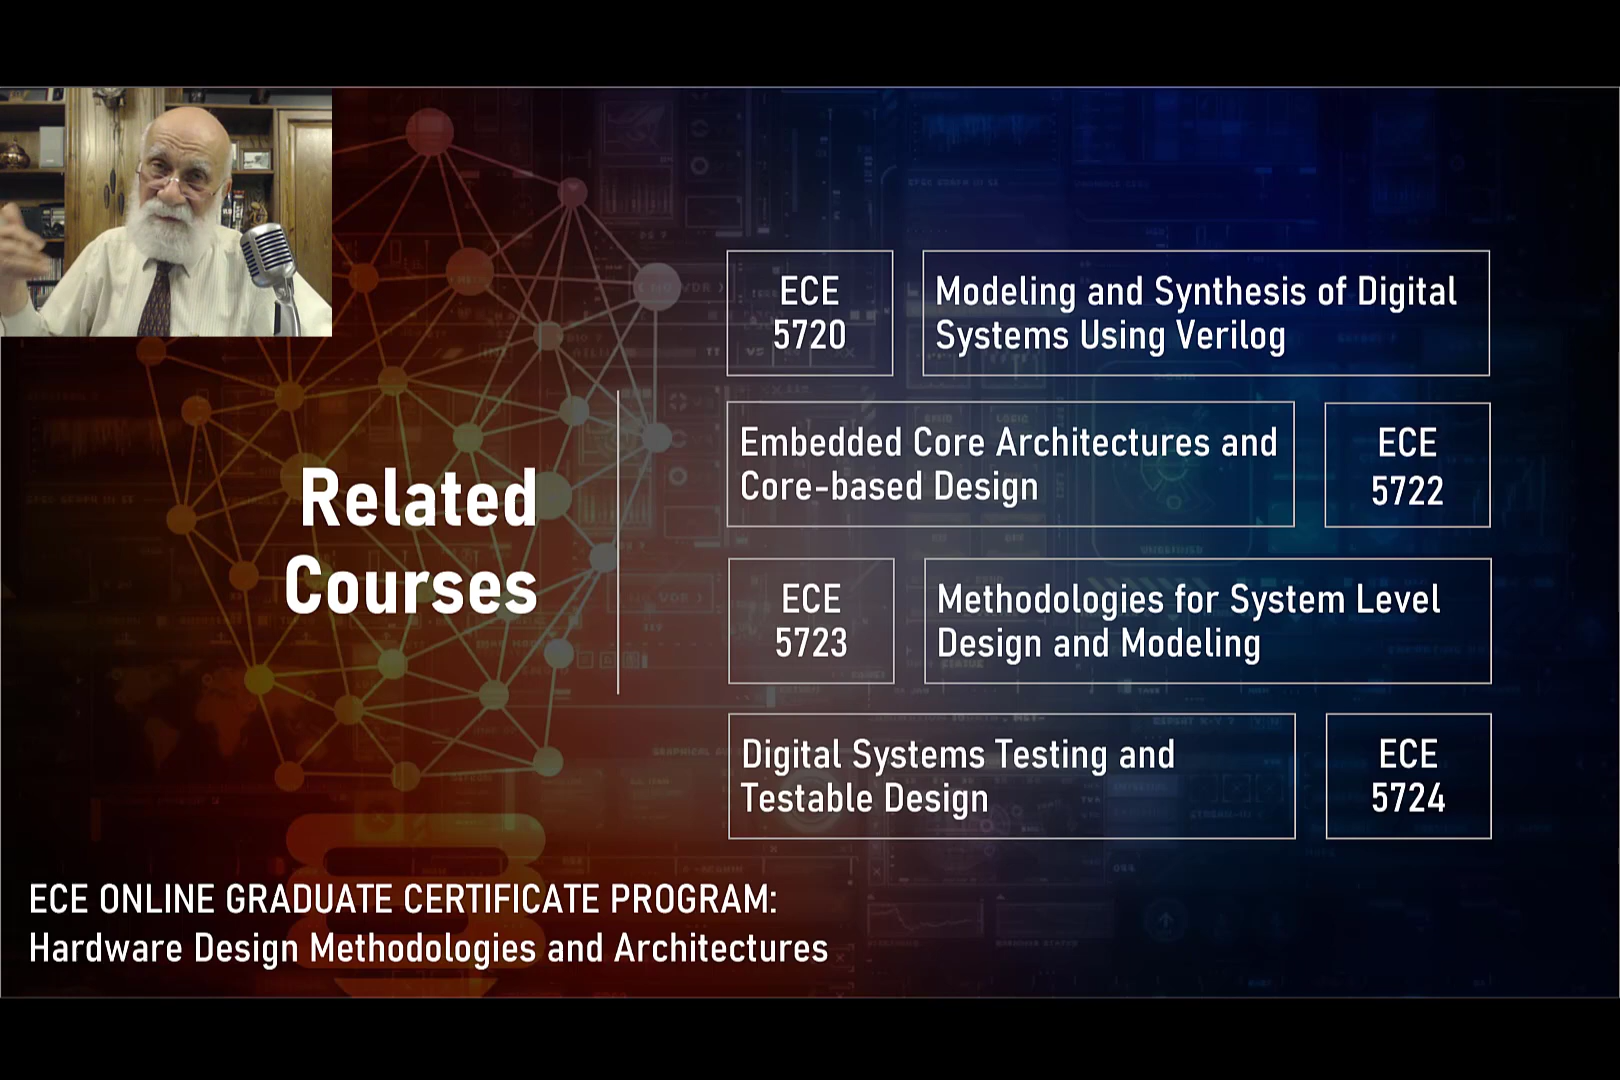 Related
Courses
ECE
5720
Modeling and Synthesis of Digital
Systems Using Verilog
Embedded Core Architectures and
Core-based Design
ECE
5722
ECE
5723
Methodologies for System Level
Design and Modeling
Digital Systems Testing and
Testable Design
ECE
5724
ECE ONLINE GRADUATE CERTIFICATE PROGRAM:
Hardware Design Methodologies and Architectures